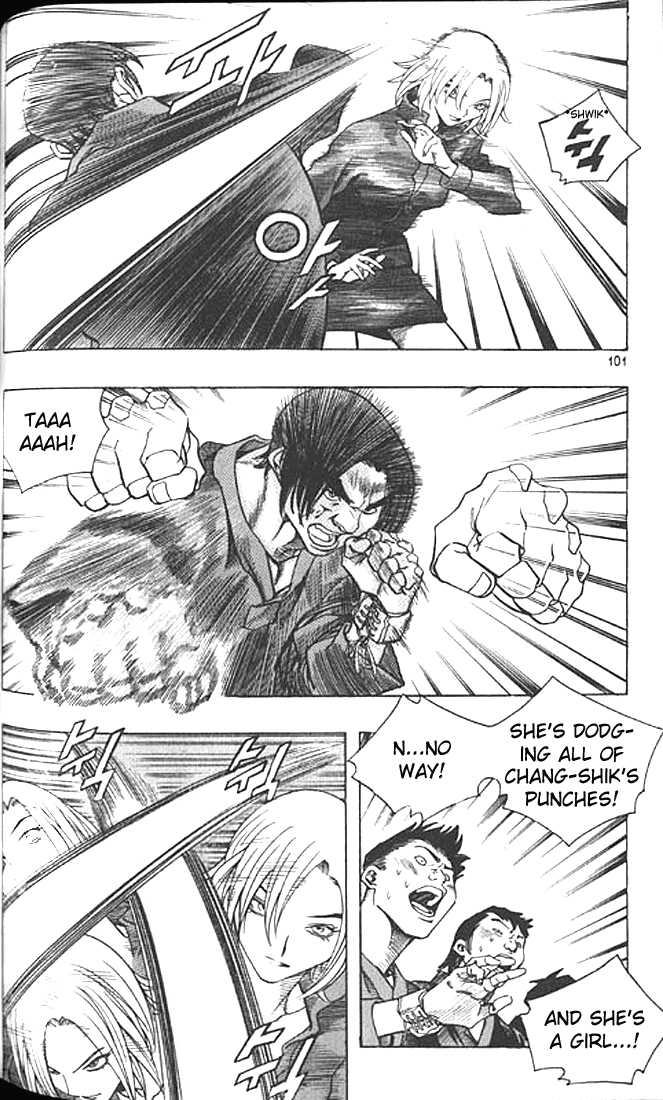 *SHWIK*
101
TAAA
AAAH!
N...NO
WAY!
SHE'S DODG-
ING ALL OF
CHANG-SHIK'S
PUNCHES!
AND SHE'S
A GIRL...!